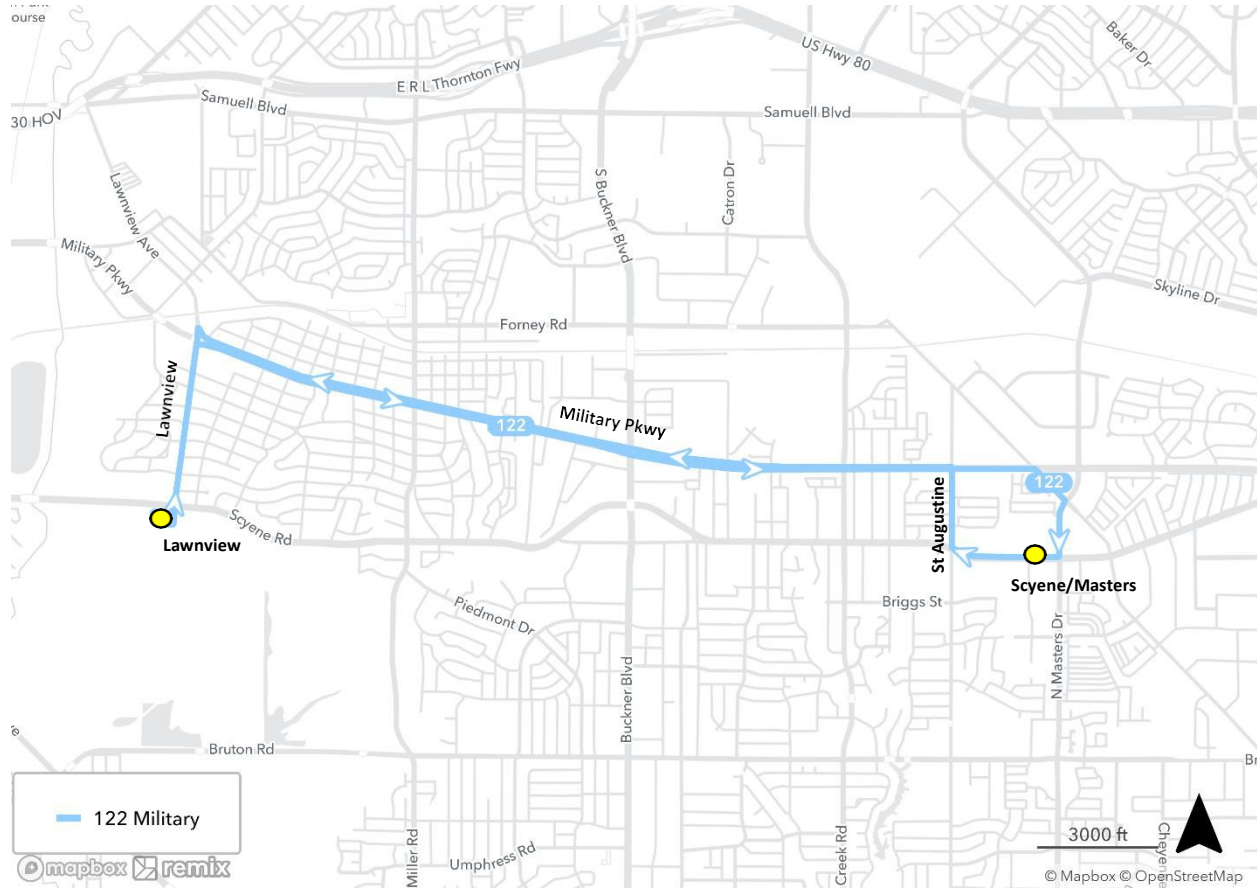 ourse
Baker Dr
US Hwy 80
E R L Thornton Fwy
Samuell Blvd
Samuell Blvd
30 HOV
S Buckner Blvd
Catron Dr
Lawnview Ave
Military Pkwy
Skyline Dr
Forney Rd
Lawnview
Military Pkwy
122
122
St Augustine
Scyene Rd
Lawnview
Scyene/Masters
Briggs St
Piedmont Dr
N Masters Dr
Buckner Blvd
Bruton Rd
122 Military
3000 ft
Miller Rd
Umphress Rd
Creek Rd
mapbox remix
© Mapbox © OpenStreetMap